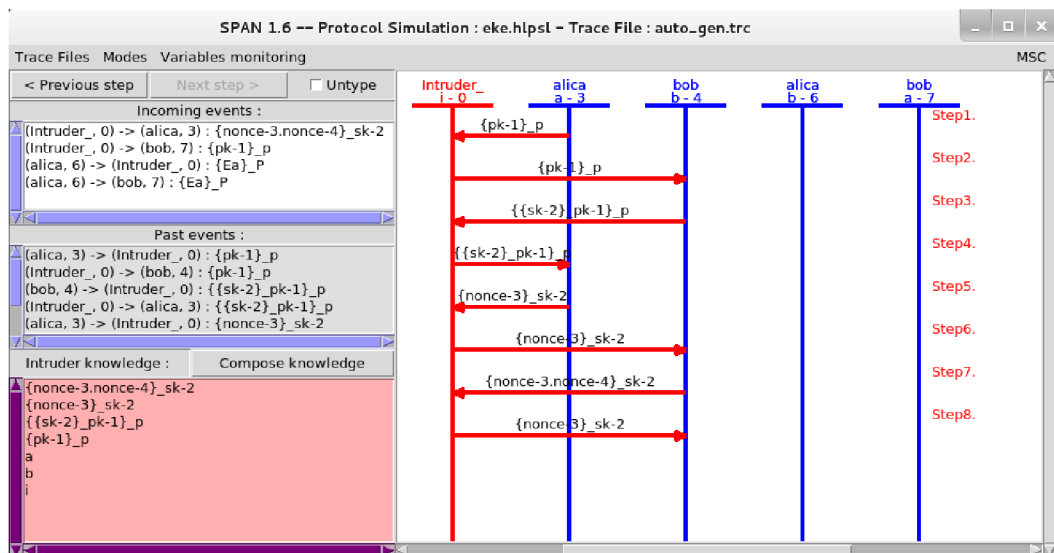 SPAN 1.6 -- Protocol Simulation : eke.hlpsl - Trace File : auto_gen.trc
Trace Files Modes Variables monitoring MSC
< Previous step Next step > Untype
Incoming events :
(Intruder_, 0) -> (alica, 3) : {nonce-3.nonce-4}_sk-2
(Intruder_, 0) -> (bob, 7) : {pk-1}_p
(alica, 6) -> (Intruder_, 0) : {Ea}_P
(alica, 6) -> (bob, 7) : {Ea}_P
Past events :
(alica, 3) -> (Intruder_, 0) : {pk-1}_p
(Intruder_, 0) -> (bob, 4) : {pk-1}_p
(bob, 4) -> (Intruder_, 0) : {{sk-2}_pk-1}_p
(Intruder_, 0) -> (alica, 3) : {{sk-2}_pk-1}_p
(alica, 3) -> (Intruder_, 0) : {nonce-3}_sk-2
Intruder knowledge : Compose knowledge
{nonce-3.nonce-4}_sk-2
{nonce-3}_sk-2
{{sk-2}_pk-1}_p
{pk-1}_p
a
b
i
Intruder_ alica bob alica bob
i - 0 a - 3 b - 4 b - 6 a - 7
Step1.
{pk-1}_p
Step2.
{pk-1}_p
Step3.
{{sk-2}_pk-1}_p
Step4.
{{sk-2}_pk-1}_p
Step5.
{nonce-3}_sk-2
Step6.
{nonce-3}_sk-2
Step7.
{nonce-3.nonce-4}_sk-2
Step8.
{nonce-3}_sk-2